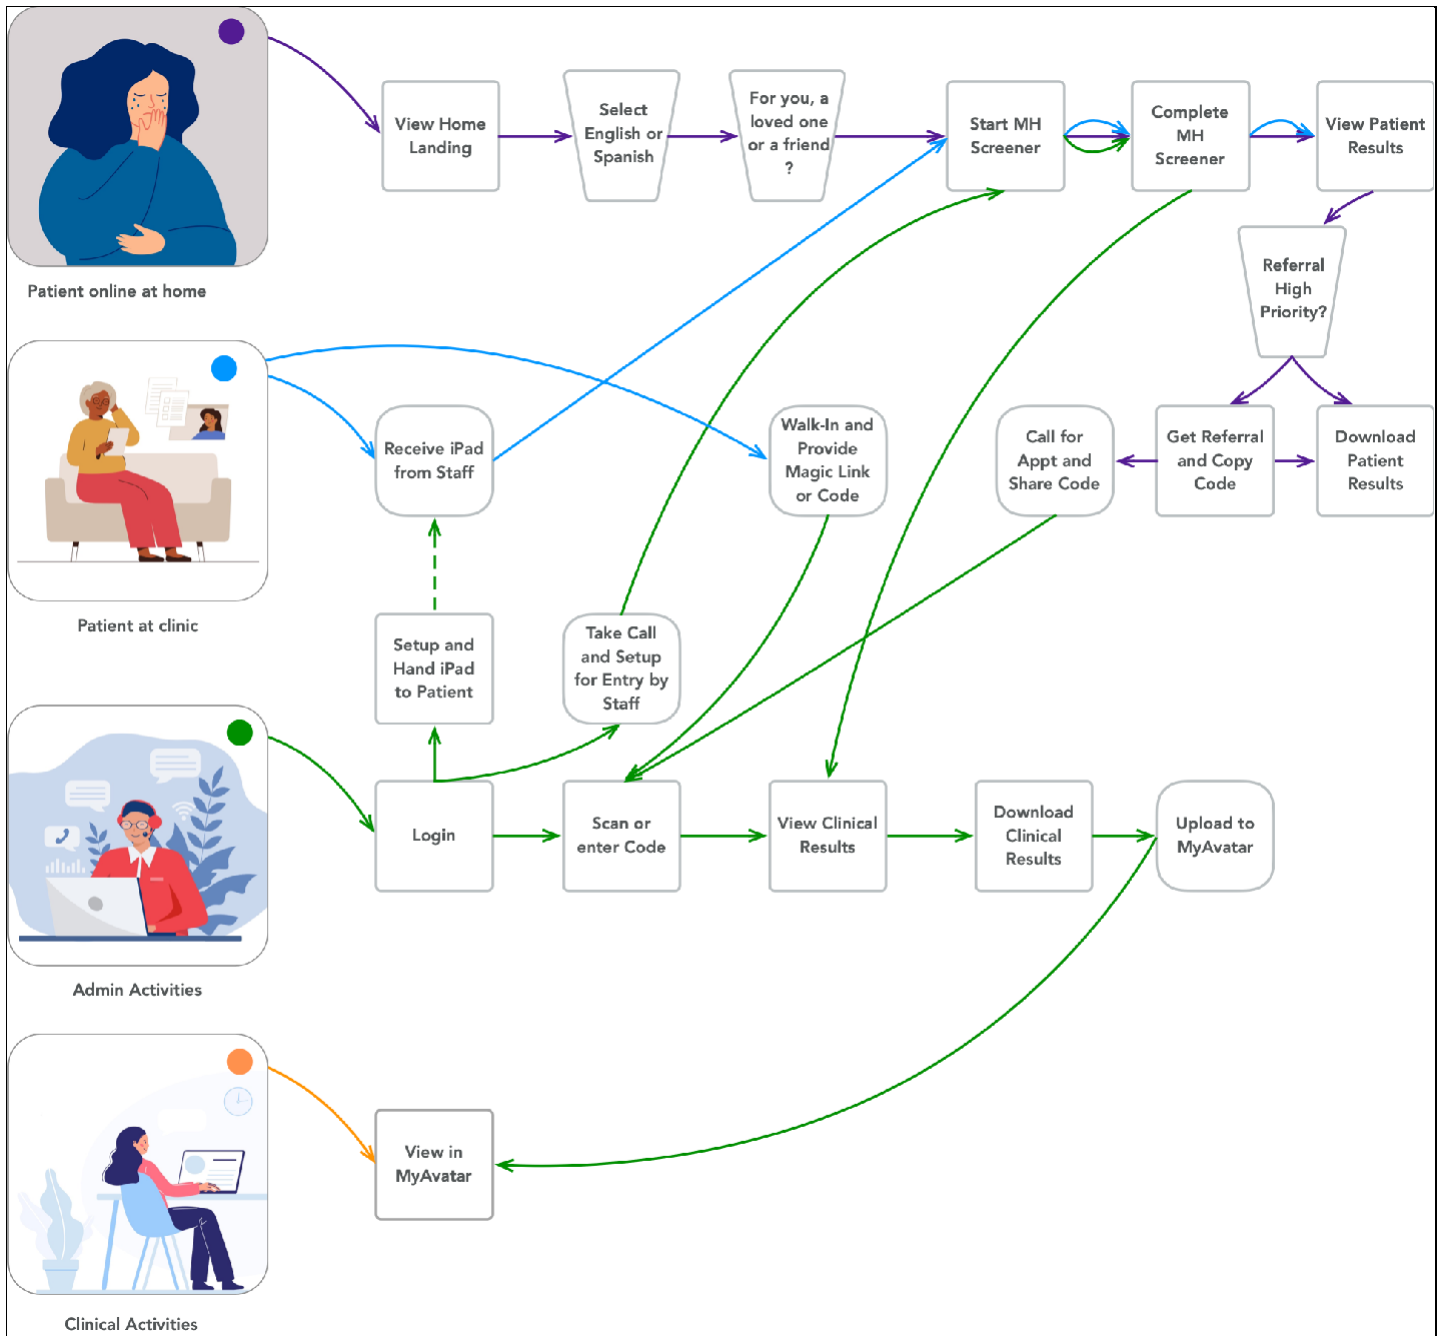 View Home
Landing
Select
English or
Spanish
For you, a
loved one
or a friend
?
Start MH
Screener
Complete
MH
Screener
View Patient
Results
Patient online at home
Referral
High
Priority?
Receive iPad
from Staff
Walk-In and
Provide
Magic Link
or Code
Call for
Appt and
Share Code
Get Referral
and Copy
Code
Download
Patient
Results
Patient at clinic
Setup and
Hand iPad
to Patient
Take Call
and Setup
for Entry by
Staff
Login
Scan or
enter Code
View Clinical
Results
Download
Clinical
Results
Upload to
MyAvatar
Admin Activities
View in
MyAvatar
Clinical Activities